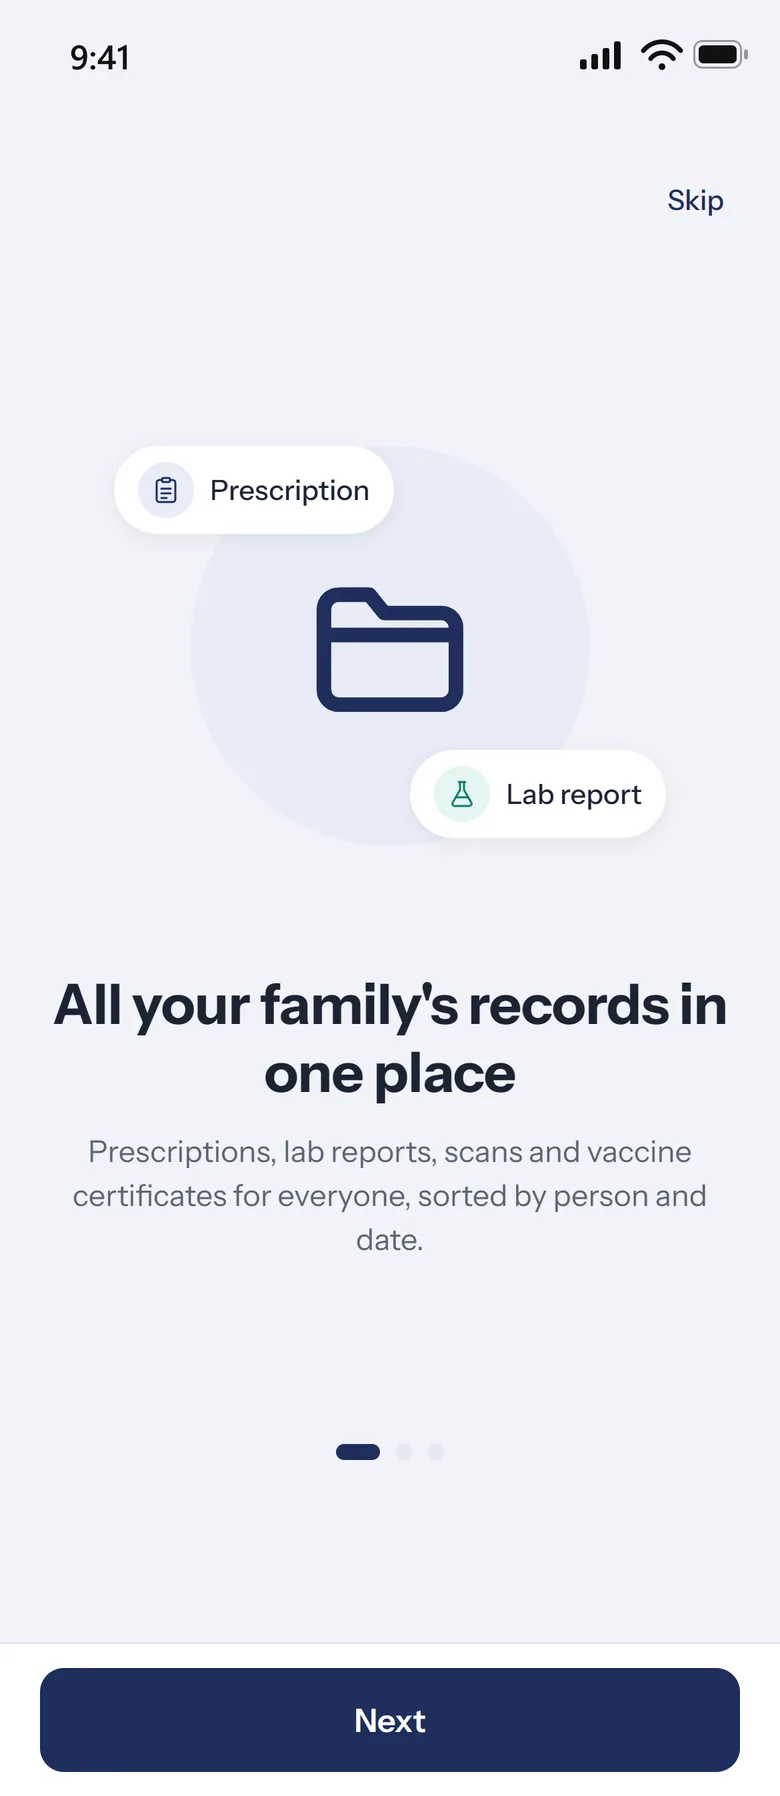 9:41
Skip
Prescription
Lab report
All your family's records in
one place
Prescriptions, lab reports, scans and vaccine
certificates for everyone, sorted by person and
date.
Next